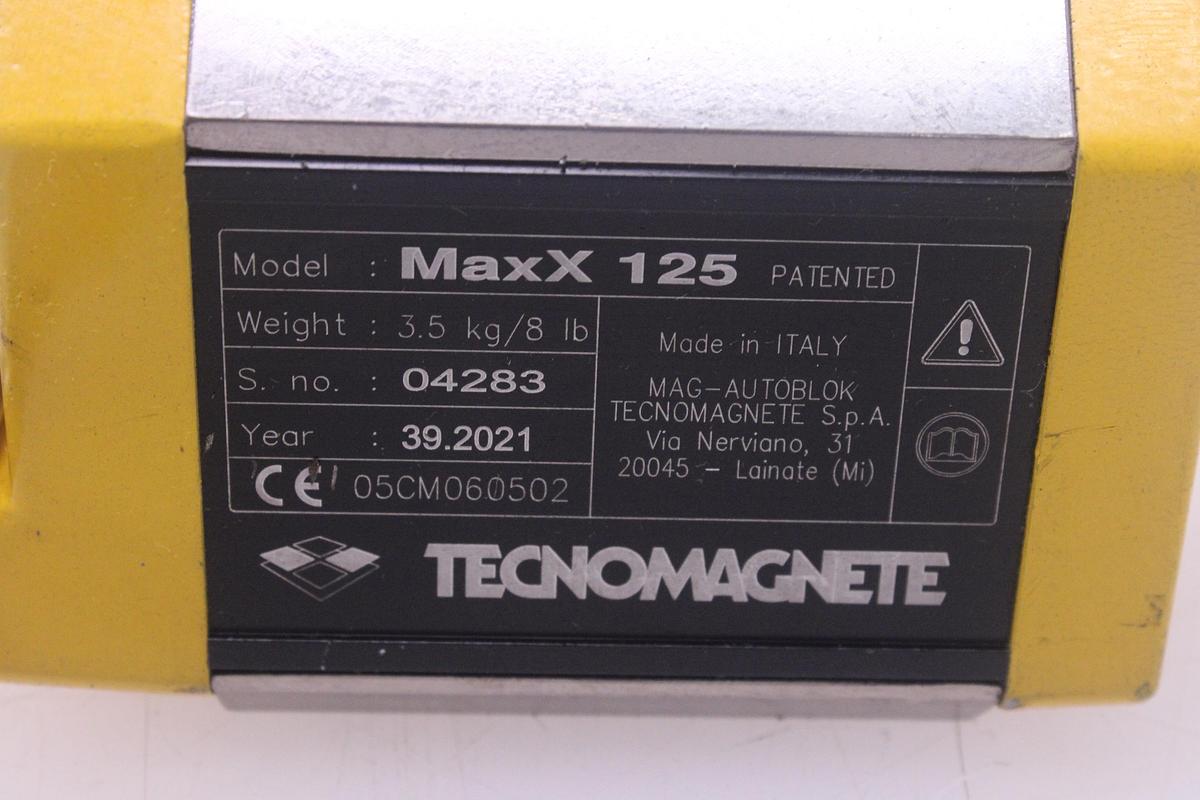 Model : MaxX 125 PATENTED
Weight : 3.5 kg/8 lb
S. no. : 04283
Year : 39.2021
CE 05CM060502
Made in ITALY
MAG-AUTOBLOK
TECNOMAGNETE S.p.A.
Via Nerviano, 31
20045 - Lainate (Mi)
TECNOMAGNETE